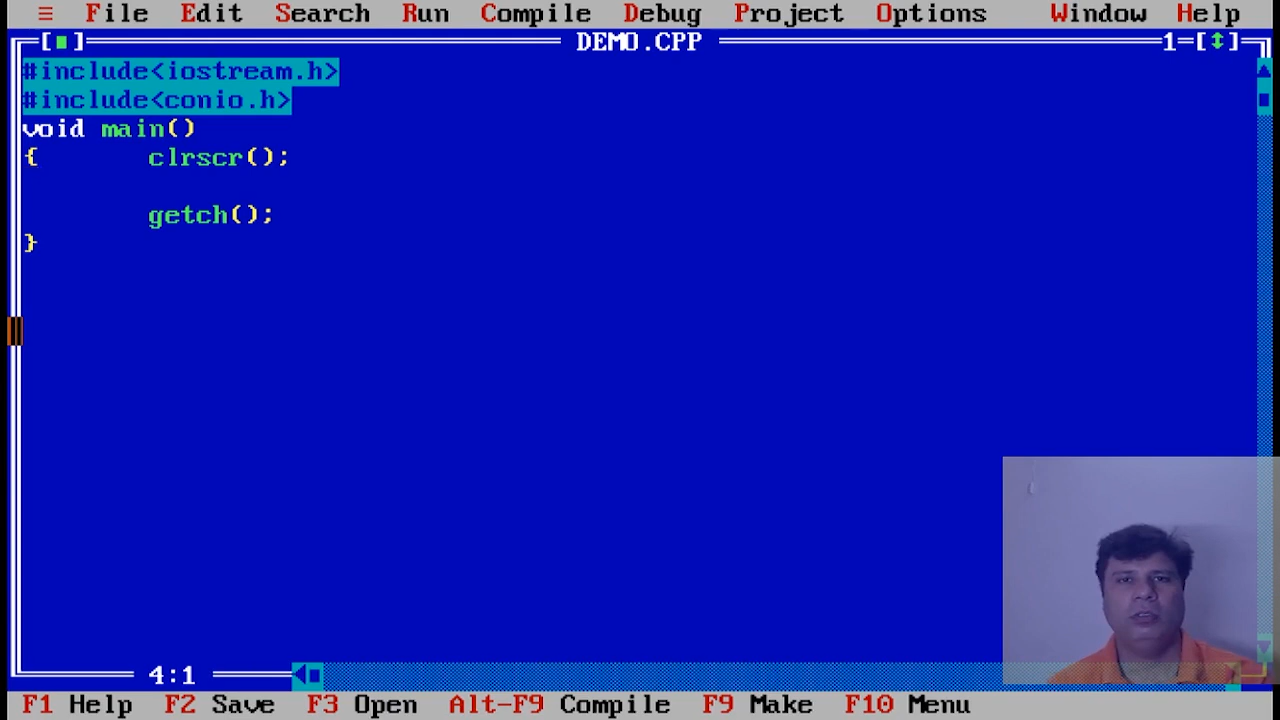 ≡ File Edit Search Run Compile Debug Project Options Window Help
[■] DEMO.CPP 1=[↕]
#include<iostream.h>
#include<conio.h>
void main()
{ clrscr();
getch();
}
4:1
F1 Help F2 Save F3 Open Alt-F9 Compile F9 Make F10 Menu